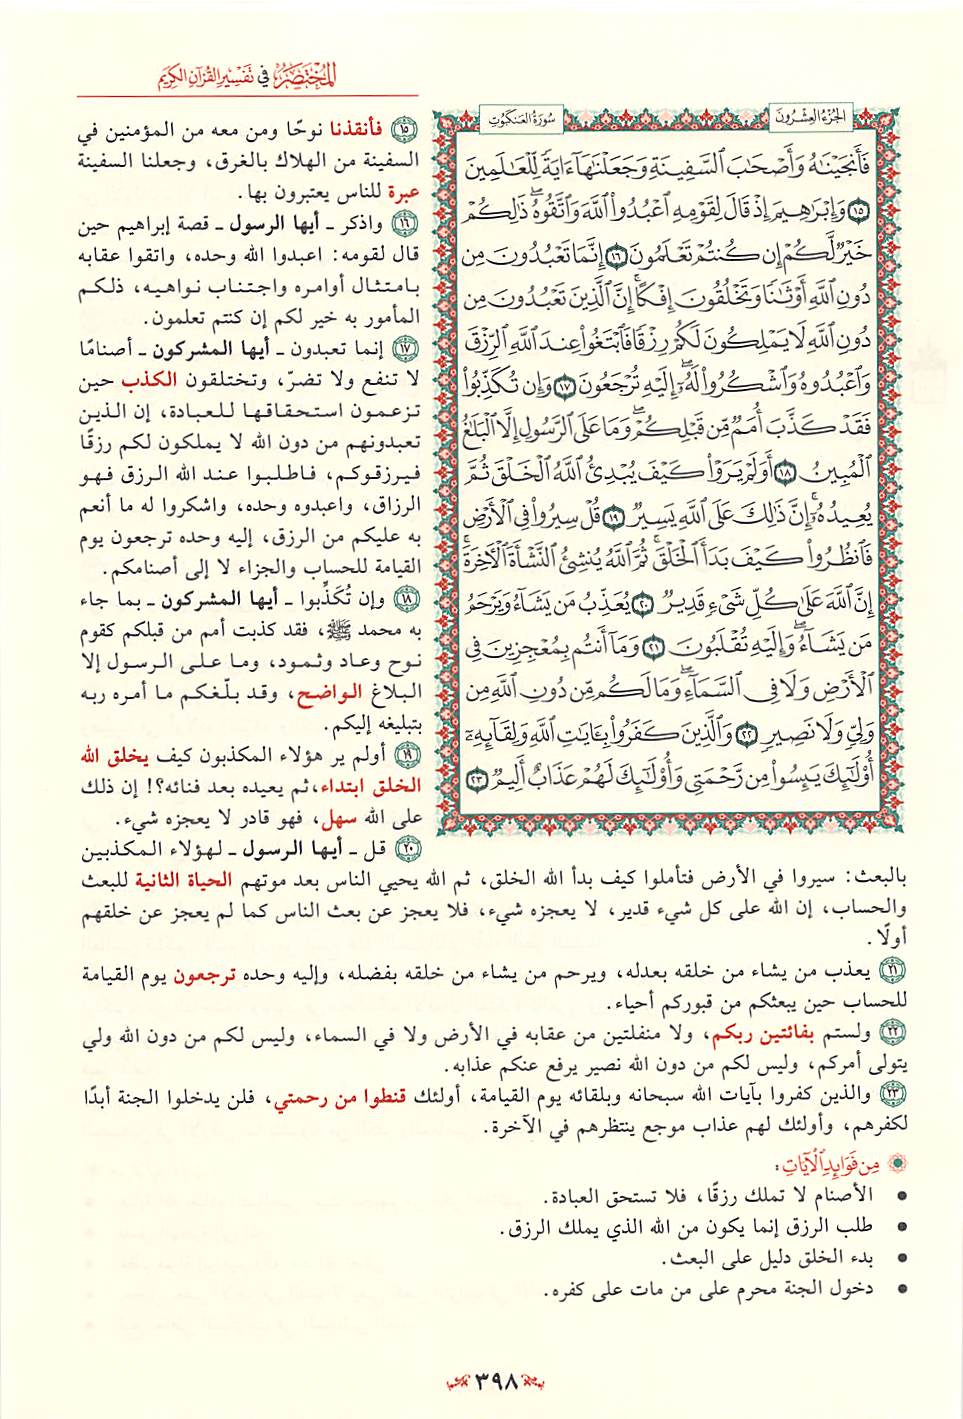 المختصر في تفسير القرآن الكريم
الجزء العشرون
سورة العنكبوت
فَأَنجَيْنَٰهُ وَأَصْحَٰبَ ٱلسَّفِينَةِ وَجَعَلْنَٰهَآ ءَايَةً لِّلْعَٰلَمِينَ
١٥ وَإِبْرَٰهِيمَ إِذْ قَالَ لِقَوْمِهِ ٱعْبُدُوا۟ ٱللَّهَ وَٱتَّقُوهُ ۖ ذَٰلِكُمْ
خَيْرٌ لَّكُمْ إِن كُنتُمْ تَعْلَمُونَ ١٦ إِنَّمَا تَعْبُدُونَ مِن
دُونِ ٱللَّهِ أَوْثَٰنًا وَتَخْلُقُونَ إِفْكًا ۚ إِنَّ ٱلَّذِينَ تَعْبُدُونَ مِن
دُونِ ٱللَّهِ لَا يَمْلِكُونَ لَكُمْ رِزْقًا فَٱبْتَغُوا۟ عِندَ ٱللَّهِ ٱلرِّزْقَ
وَٱعْبُدُوهُ وَٱشْكُرُوا۟ لَهُۥٓ ۖ إِلَيْهِ تُرْجَعُونَ ١٧ وَإِن تُكَذِّبُوا۟
فَقَدْ كَذَّبَ أُمَمٌ مِّن قَبْلِكُمْ ۖ وَمَا عَلَى ٱلرَّسُولِ إِلَّا ٱلْبَلَٰغُ
ٱلْمُبِينُ ١٨ أَوَلَمْ يَرَوْا۟ كَيْفَ يُبْدِئُ ٱللَّهُ ٱلْخَلْقَ ثُمَّ
يُعِيدُهُۥٓ ۚ إِنَّ ذَٰلِكَ عَلَى ٱللَّهِ يَسِيرٌ ١٩ قُلْ سِيرُوا۟ فِى ٱلْأَرْضِ
فَٱنظُرُوا۟ كَيْفَ بَدَأَ ٱلْخَلْقَ ۚ ثُمَّ ٱللَّهُ يُنشِئُ ٱلنَّشْأَةَ ٱلْءَاخِرَةَ ۚ
إِنَّ ٱللَّهَ عَلَىٰ كُلِّ شَىْءٍ قَدِيرٌ ٢٠ يُعَذِّبُ مَن يَشَآءُ وَيَرْحَمُ
مَن يَشَآءُ ۖ وَإِلَيْهِ تُقْلَبُونَ ٢١ وَمَآ أَنتُم بِمُعْجِزِينَ فِى
ٱلْأَرْضِ وَلَا فِى ٱلسَّمَآءِ ۖ وَمَا لَكُم مِّن دُونِ ٱللَّهِ مِن
وَلِىٍّ وَلَا نَصِيرٍ ٢٢ وَٱلَّذِينَ كَفَرُوا۟ بِـَٔايَٰتِ ٱللَّهِ وَلِقَآئِهِۦٓ
أُو۟لَٰٓئِكَ يَئِسُوا۟ مِن رَّحْمَتِى وَأُو۟لَٰٓئِكَ لَهُمْ عَذَابٌ أَلِيمٌ ٢٣
١٥ فأنقذنا نوحًا ومن معه من المؤمنين في
السفينة من الهلاك بالغرق، وجعلنا السفينة
عبرة للناس يعتبرون بها.
١٦ واذكر ـ أيها الرسول ـ قصة إبراهيم حين
قال لقومه: اعبدوا الله وحده، واتقوا عقابه
بامتثال أوامره واجتناب نواهيه، ذلكم
المأمور به خير لكم إن كنتم تعلمون.
١٧ إنما تعبدون ـ أيها المشركون ـ أصنامًا
لا تنفع ولا تضرّ، وتختلقون الكذب حين
تزعمون استحقاقها للعبادة، إن الذين
تعبدونهم من دون الله لا يملكون لكم رزقًا
فيرزقوكم، فاطلبوا عند الله الرزق فهو
الرزاق، واعبدوه وحده، واشكروا له ما أنعم
به عليكم من الرزق، إليه وحده ترجعون يوم
القيامة للحساب والجزاء لا إلى أصنامكم.
١٨ وإن تُكَذِّبوا ـ أيها المشركون ـ بما جاء
به محمد ﷺ، فقد كذبت أمم من قبلكم كقوم
نوح وعاد وثمود، وما على الرسول إلا
البلاغ الواضح، وقد بلّغكم ما أمره ربه
بتبليغه إليكم.
١٩ أولم ير هؤلاء المكذبون كيف يخلق الله
الخلق ابتداء، ثم يعيده بعد فنائه؟! إن ذلك
على الله سهل، فهو قادر لا يعجزه شيء.
٢٠ قل ـ أيها الرسول ـ لهؤلاء المكذبين
بالبعث: سيروا في الأرض فتأملوا كيف بدأ الله الخلق، ثم الله يحيي الناس بعد موتهم الحياة الثانية للبعث
والحساب، إن الله على كل شيء قدير، لا يعجزه شيء، فلا يعجز عن بعث الناس كما لم يعجز عن خلقهم
أولًا.
٢١ يعذب من يشاء من خلقه بعدله، ويرحم من يشاء من خلقه بفضله، وإليه وحده ترجعون يوم القيامة
للحساب حين يبعثكم من قبوركم أحياء.
٢٢ ولستم بفائتين ربكم، ولا منفلتين من عقابه في الأرض ولا في السماء، وليس لكم من دون الله ولي
يتولى أمركم، وليس لكم من دون الله نصير يرفع عنكم عذابه.
٢٣ والذين كفروا بآيات الله سبحانه وبلقائه يوم القيامة، أولئك قنطوا من رحمتي، فلن يدخلوا الجنة أبدًا
لكفرهم، وأولئك لهم عذاب موجع ينتظرهم في الآخرة.
مِن فَوَائِدِ الْآيَاتِ:
• الأصنام لا تملك رزقًا، فلا تستحق العبادة.
• طلب الرزق إنما يكون من الله الذي يملك الرزق.
• بدء الخلق دليل على البعث.
• دخول الجنة محرم على من مات على كفره.
٣٩٨